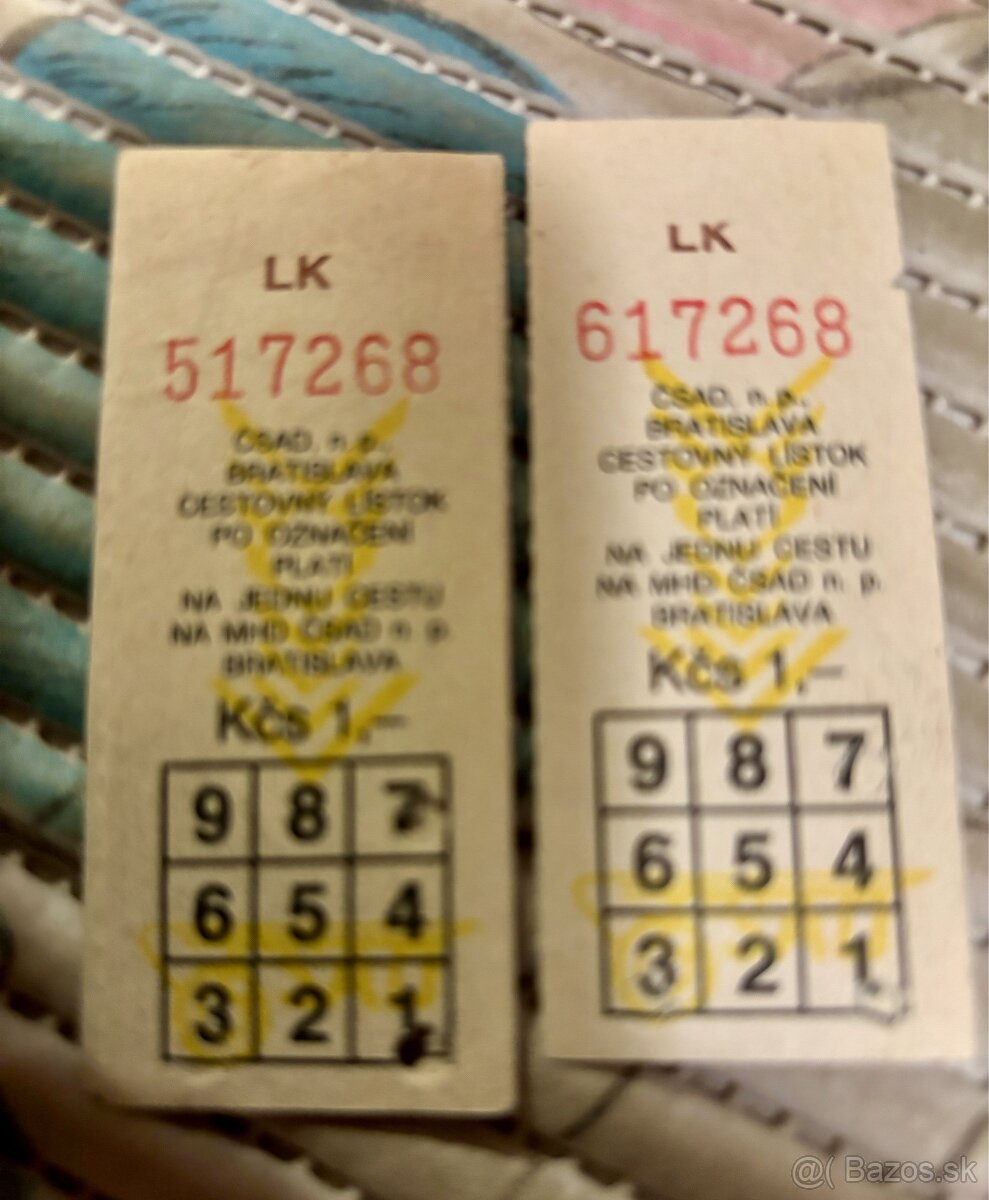 LK
517268
ČSAD, n. p.,
BRATISLAVA
CESTOVNÝ LÍSTOK
PO OZNAČENÍ
PLATÍ
NA JEDNU CESTU
NA MHD ČSAD n. p.
BRATISLAVA
Kčs 1,–
9 8 7
6 5 4
3 2 1
LK
617268
ČSAD, n. p.,
BRATISLAVA
CESTOVNÝ LÍSTOK
PO OZNAČENÍ
PLATÍ
NA JEDNU CESTU
NA MHD ČSAD n. p.
BRATISLAVA
Kčs 1,–
9 8 7
6 5 4
3 2 1
@( Bazos.sk